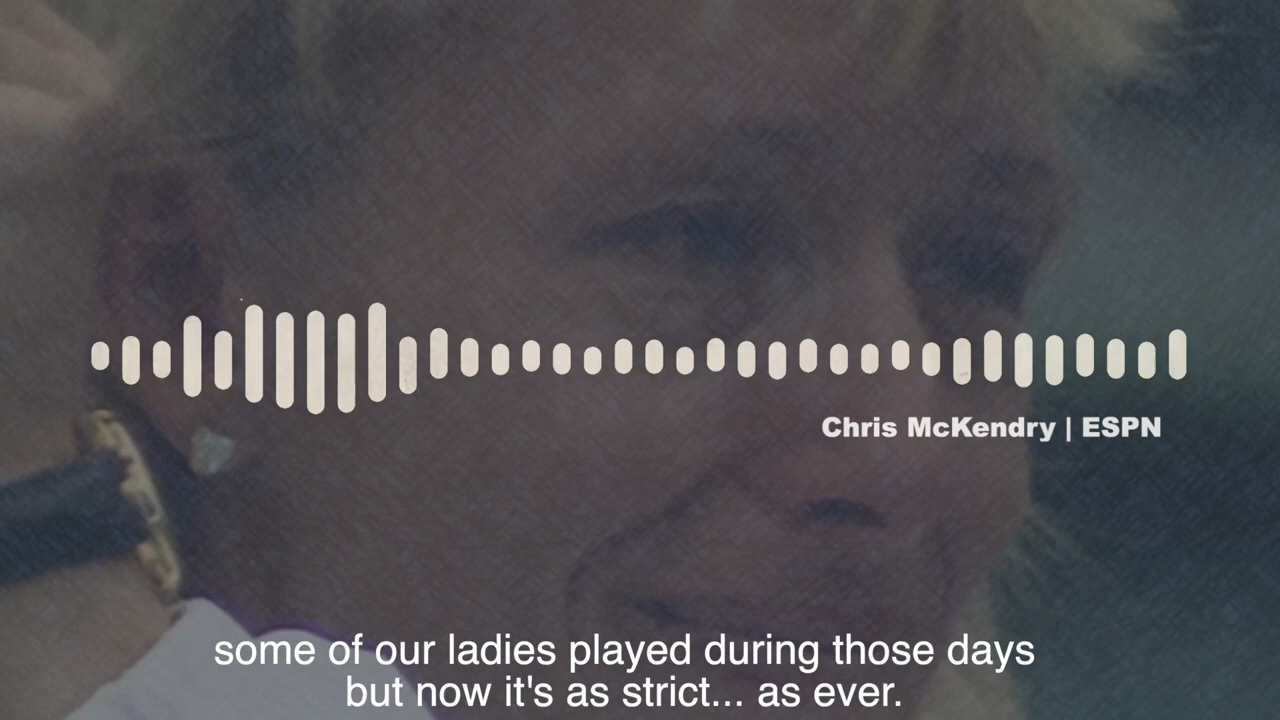 Chris McKendry | ESPN
some of our ladies played during those days
but now it's as strict... as ever.